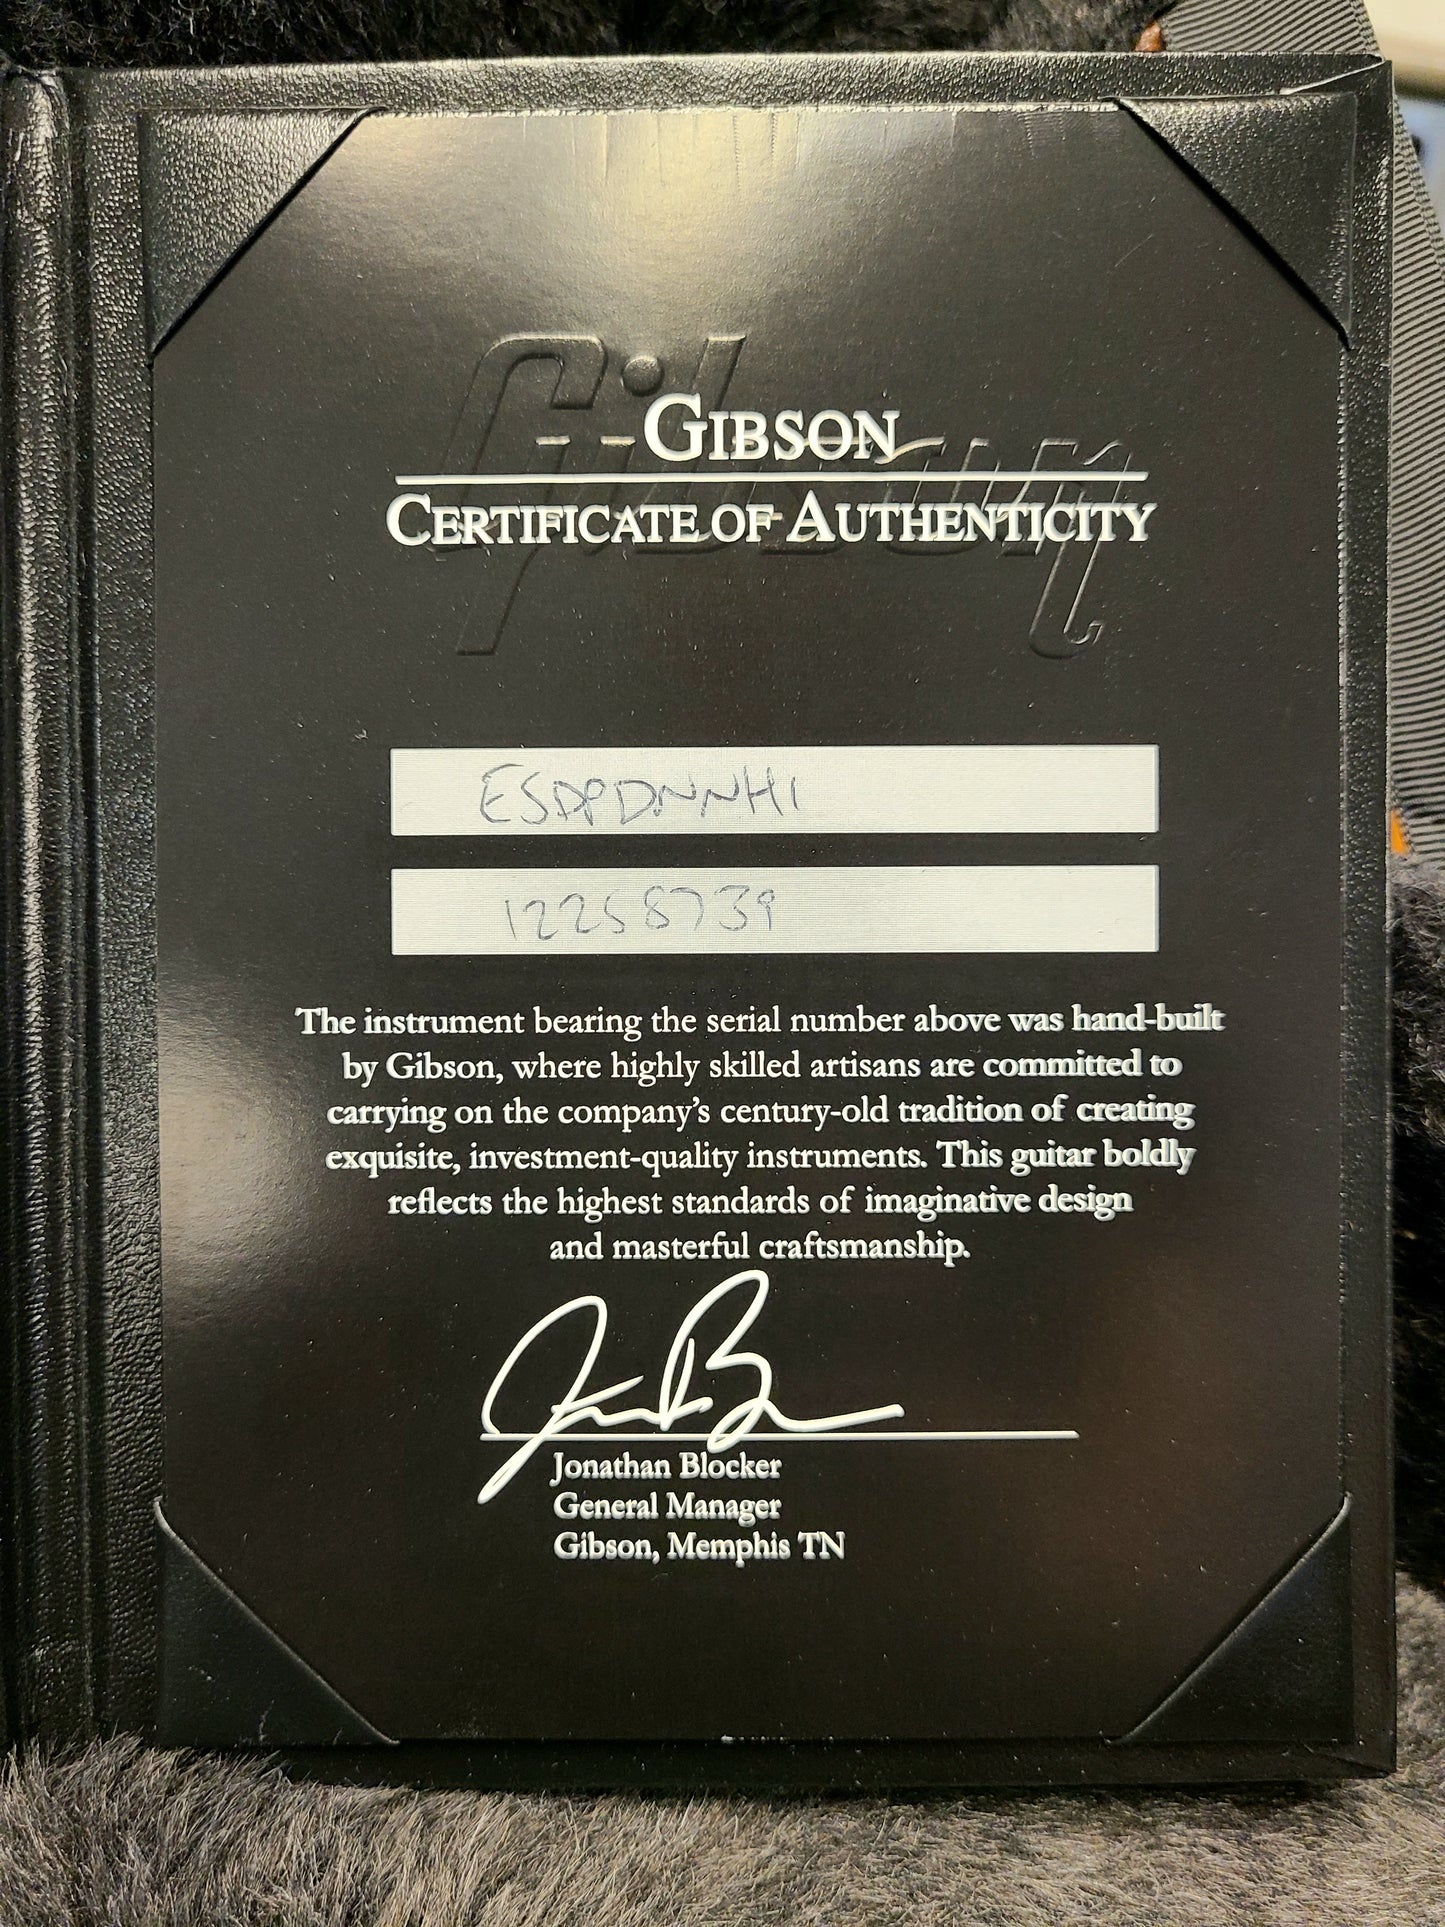 Gibson
GIBSON
CERTIFICATE OF AUTHENTICITY
ESDPDNNH1
12258739
The instrument bearing the serial number above was hand-built
by Gibson, where highly skilled artisans are committed to
carrying on the company's century-old tradition of creating
exquisite, investment-quality instruments. This guitar boldly
reflects the highest standards of imaginative design
and masterful craftsmanship.
Jonathan Blocker
General Manager
Gibson, Memphis TN